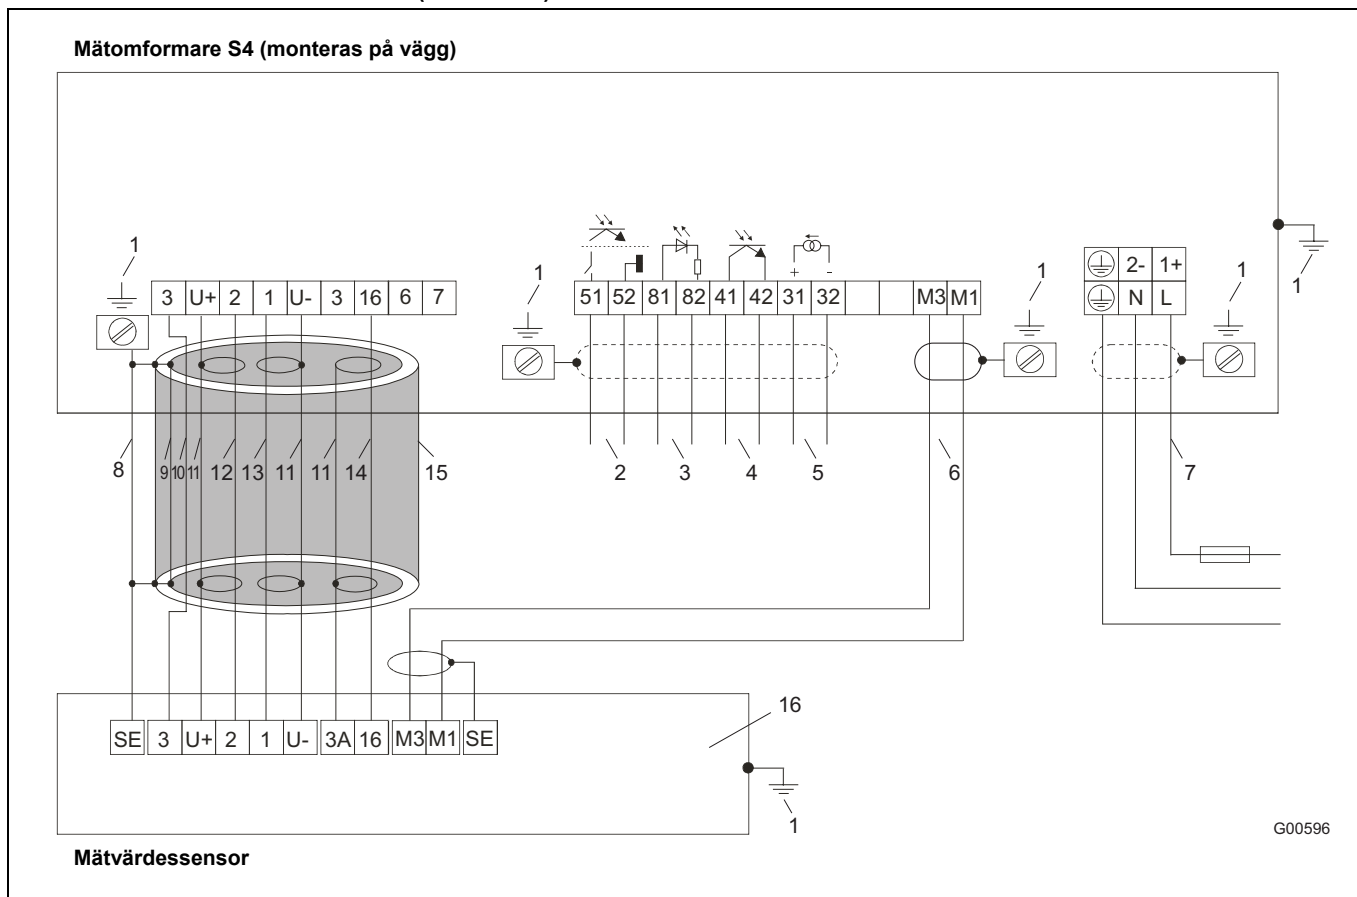 Mätomformare S4 (monteras på vägg)
1
3 U+ 2 1 U- 3 16 6 7
1
+ -
51 52 81 82 41 42 31 32 M3 M1
1
2- 1+
N L
1
1
8 9 10 11 12 13 11 11 14 15
2 3 4 5 6 7
SE 3 U+ 2 1 U- 3A 16 M3 M1 SE
16
1
G00596
Mätvärdessensor